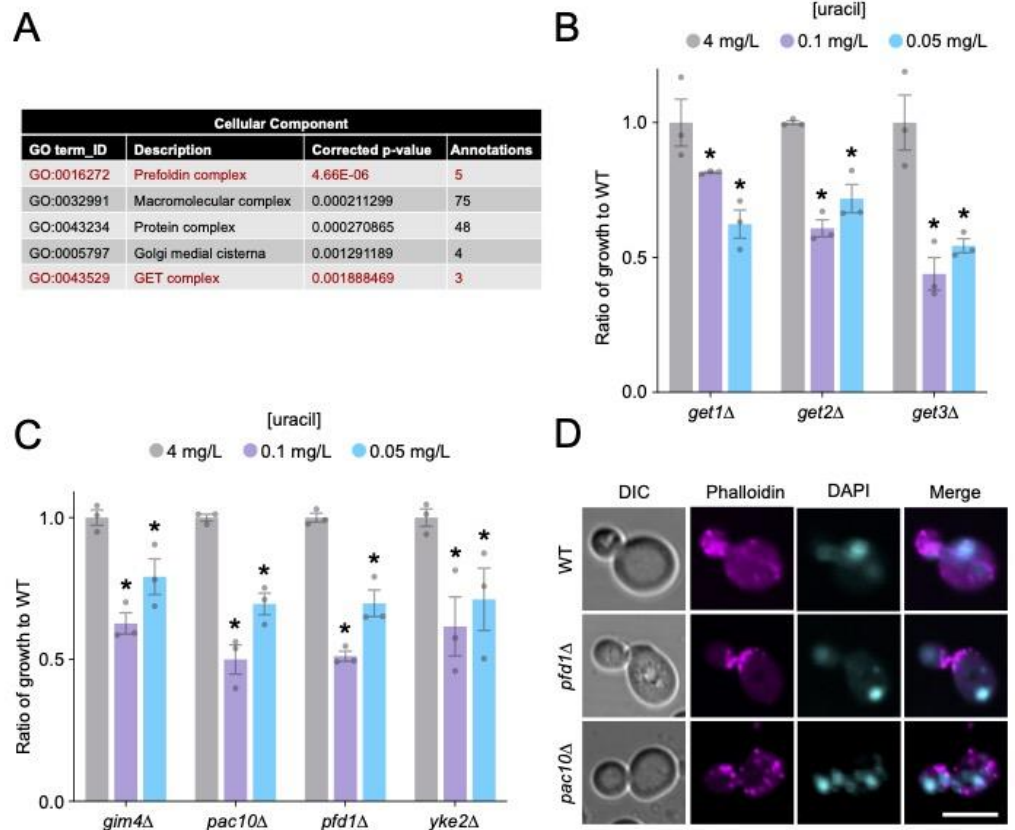 A
Cellular Component
GO term_ID Description Corrected p-value Annotations
GO:0016272 Prefoldin complex 4.66E-06 5
GO:0032991 Macromolecular complex 0.000211299 75
GO:0043234 Protein complex 0.000270865 48
GO:0005797 Golgi medial cisterna 0.001291189 4
GO:0043529 GET complex 0.001888469 3
B
[uracil]
4 mg/L 0.1 mg/L 0.05 mg/L
Ratio of growth to WT
1.0
* *
* *
* *
0.5
0.0
get1Δ get2Δ get3Δ
C
[uracil]
4 mg/L 0.1 mg/L 0.05 mg/L
Ratio of growth to WT
1.0
* *
* *
* *
* *
0.5
0.0
gim4Δ pac10Δ pfd1Δ yke2Δ
D
DIC Phalloidin DAPI Merge
WT
pfd1Δ
pac10Δ